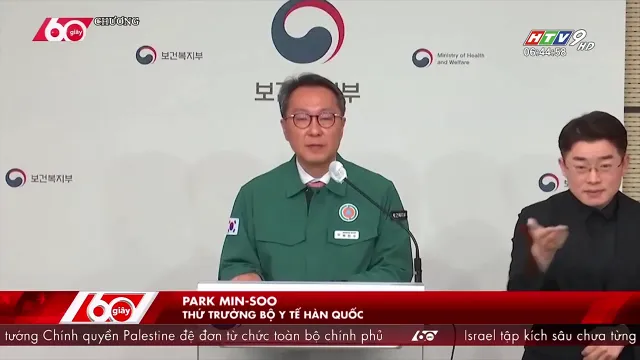 CHƯƠNG
60 giây
HTV9 HD
06:44:58
보건복지부
Ministry of Health
and Welfare
보건복지부
보건복지부
60 giây
PARK MIN-SOO
THỨ TRƯỞNG BỘ Y TẾ HÀN QUỐC
tướng Chính quyền Palestine đệ đơn từ chức toàn bộ chính phủ 60 giây Israel tập kích sâu chưa từng